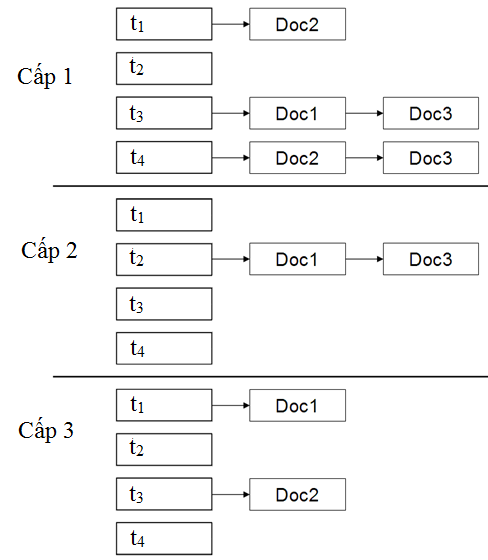 t1 Doc2
t2
Cấp 1
t3 Doc1 Doc3
t4 Doc2 Doc3
t1
Cấp 2
t2 Doc1 Doc3
t3
t4
t1 Doc1
Cấp 3
t2
t3 Doc2
t4